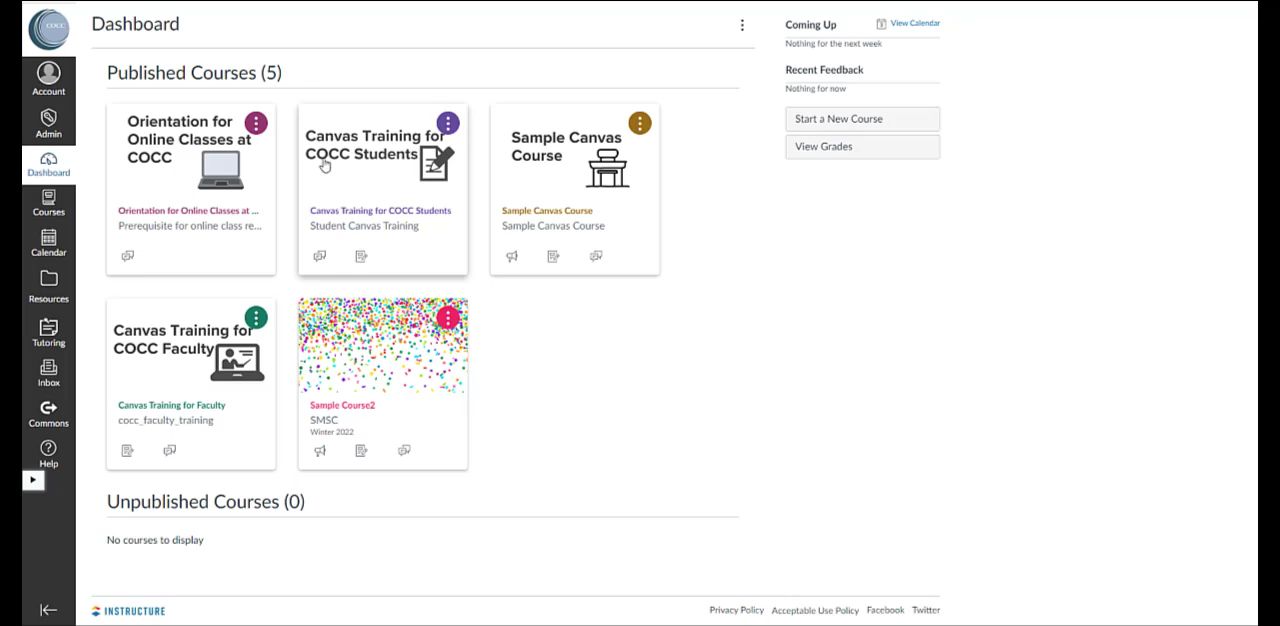 COCC
Account
Admin
Dashboard
Courses
Calendar
Resources
Tutoring
Inbox
Commons
Help
Dashboard
Published Courses (5)
Orientation for
Online Classes at
COCC
Orientation for Online Classes at ...
Prerequisite for online class re...
Canvas Training for
COCC Students
Canvas Training for COCC Students
Student Canvas Training
Sample Canvas
Course
Sample Canvas Course
Sample Canvas Course
Canvas Training for
COCC Faculty
Canvas Training for Faculty
cocc_faculty_training
Sample Course2
SMSC
Winter 2022
Unpublished Courses (0)
No courses to display
Coming Up
View Calendar
Nothing for the next week
Recent Feedback
Nothing for now
Start a New Course
View Grades
INSTRUCTURE
Privacy Policy Acceptable Use Policy Facebook Twitter